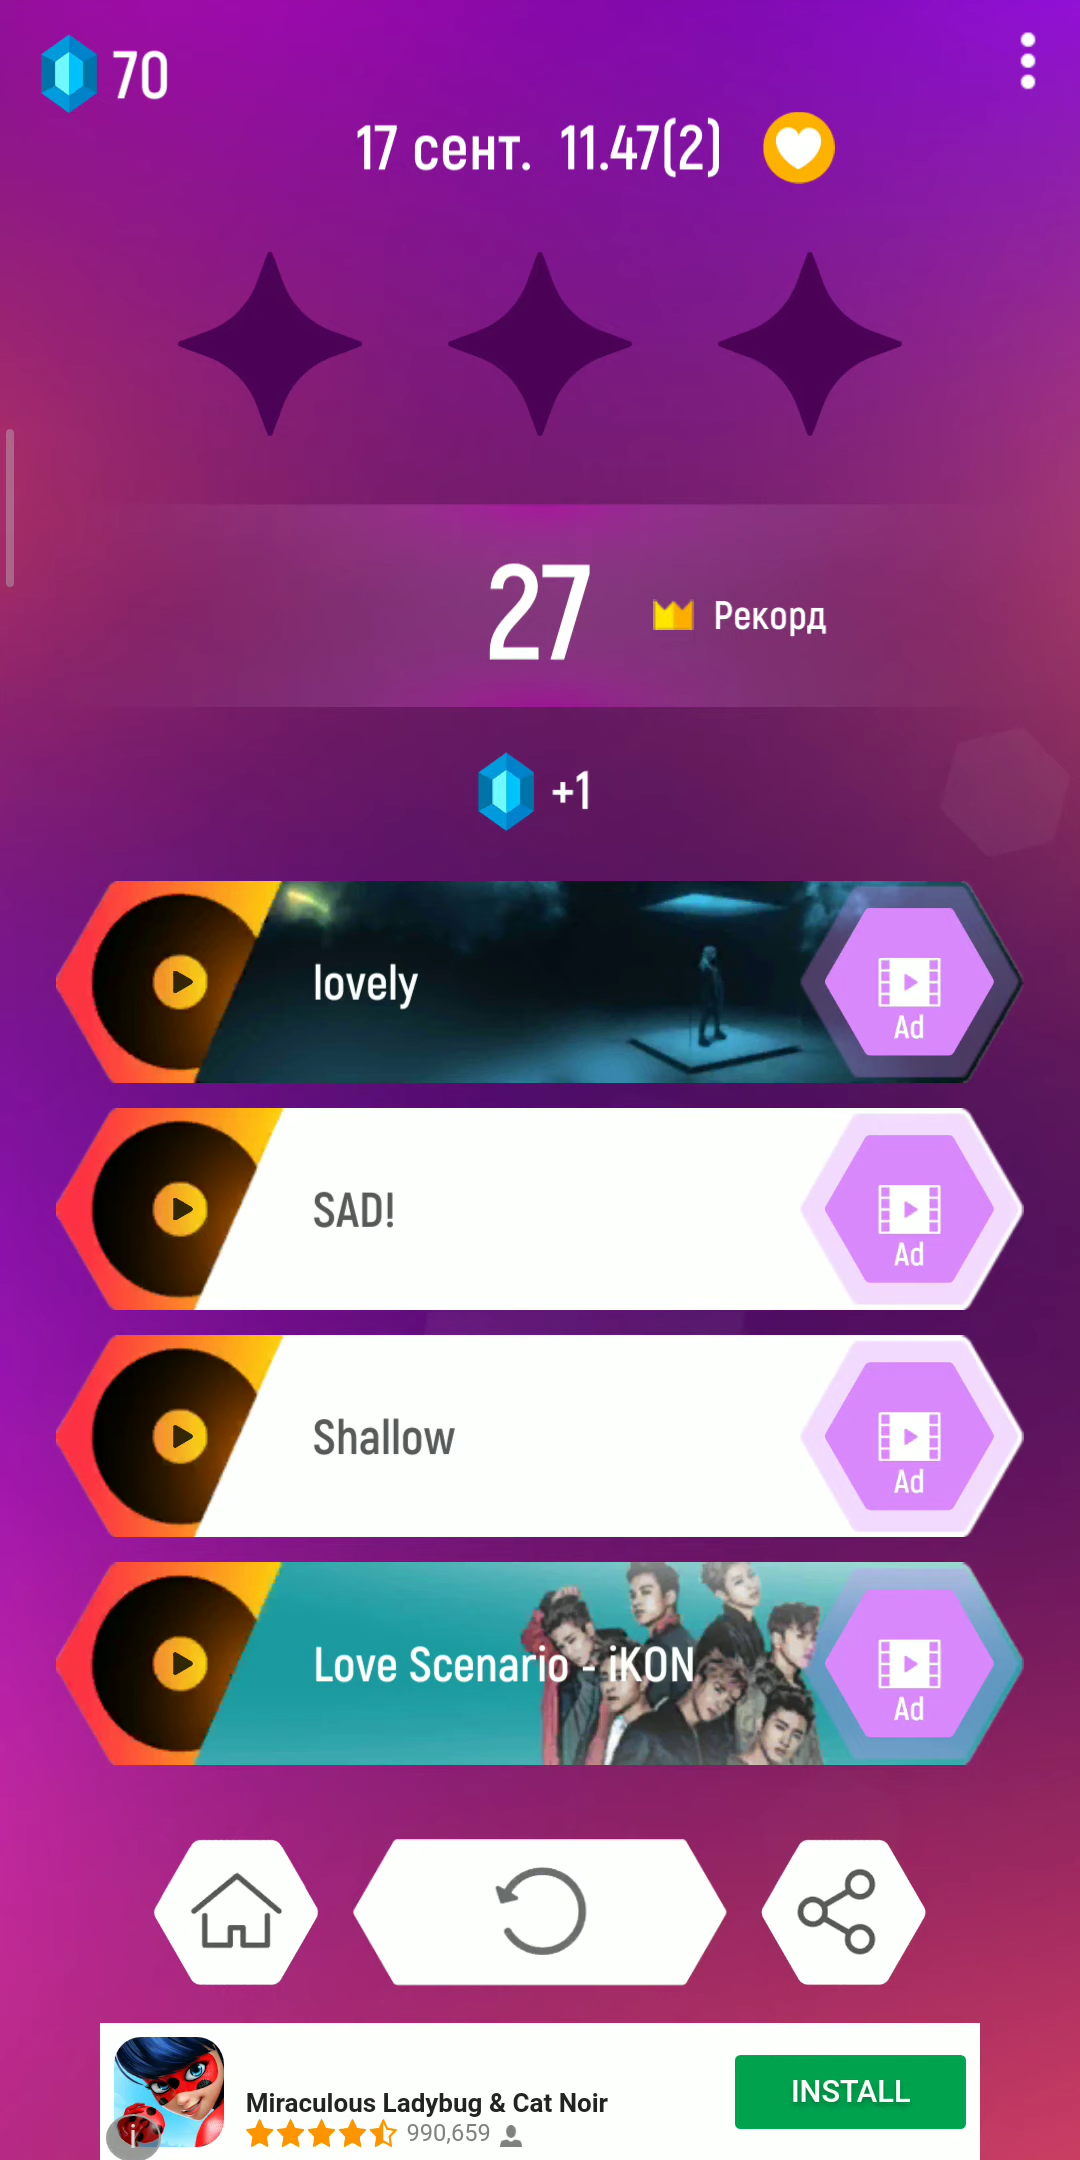 70
17 сент. 11.47(2)
27
Рекорд
+1
lovely
Ad
SAD!
Ad
Shallow
Ad
Love Scenario - iKON
Ad
Miraculous Ladybug & Cat Noir
990,659
INSTALL
i